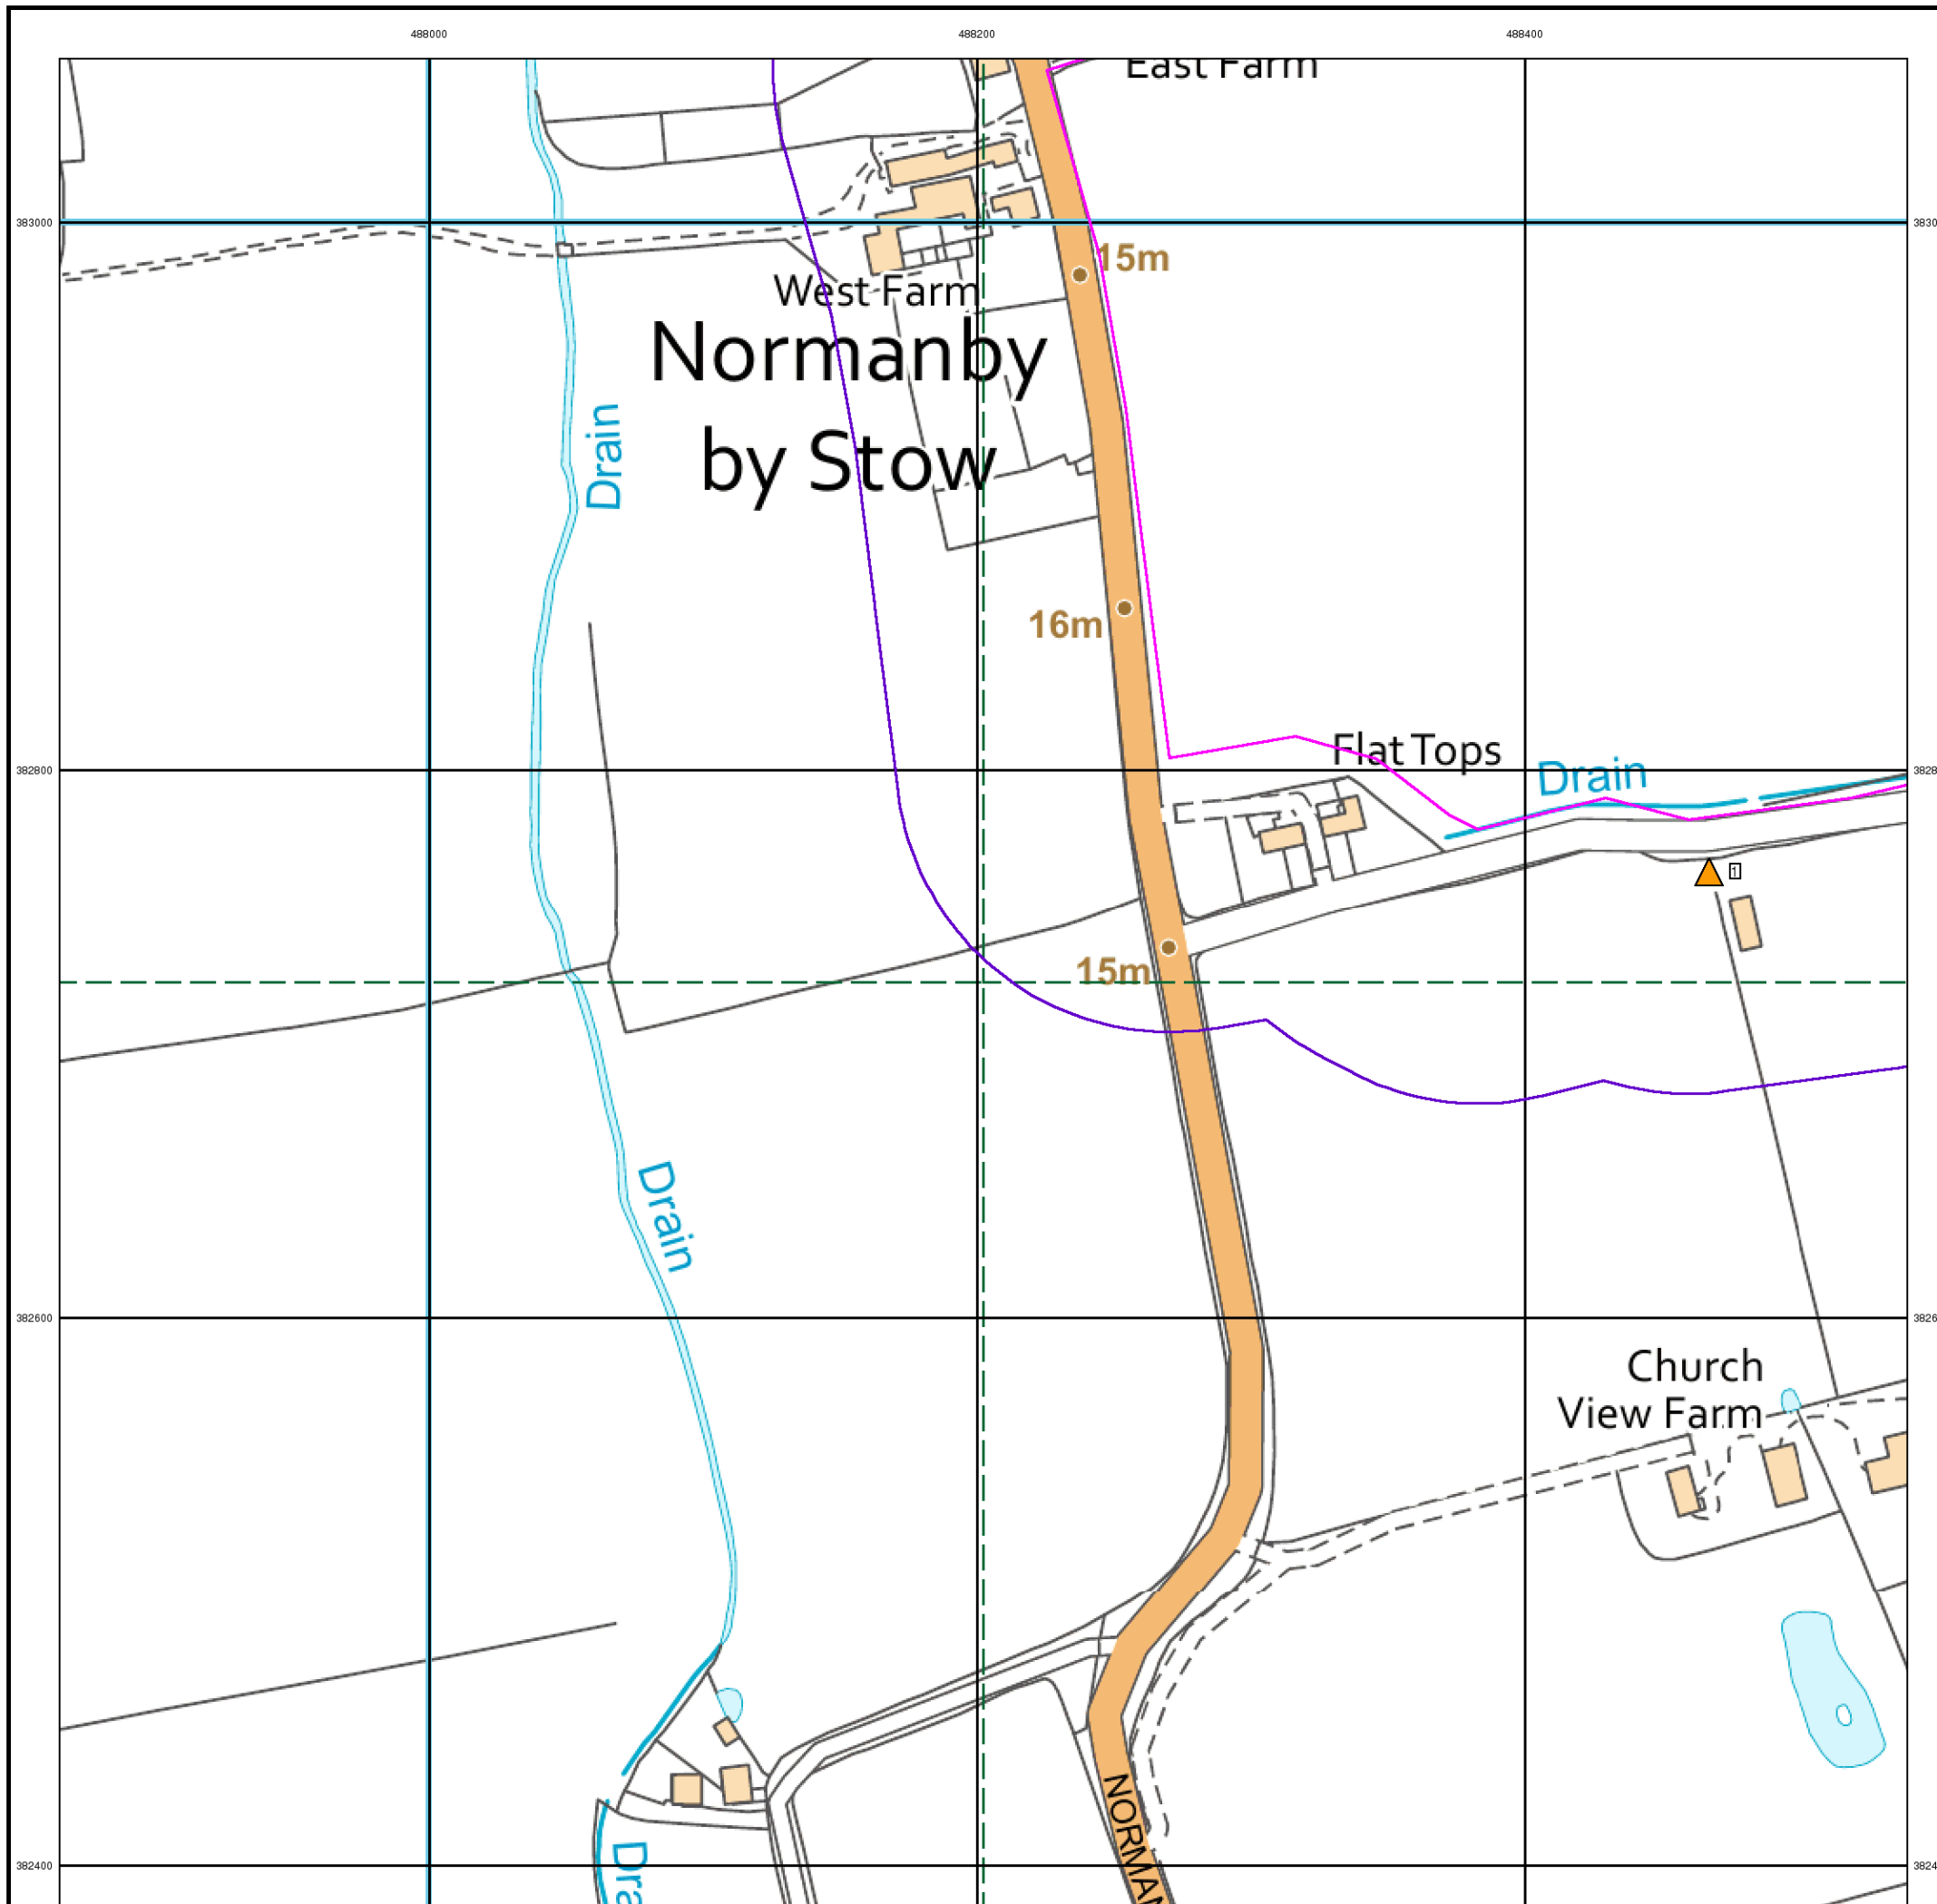 488000
488200
488400
East Farm
383000
15m
West Farm
Normanby
by Stow
Drain
16m
Flat Tops
Drain
382800
1
15m
Drain
382600
Church
View Farm
382400